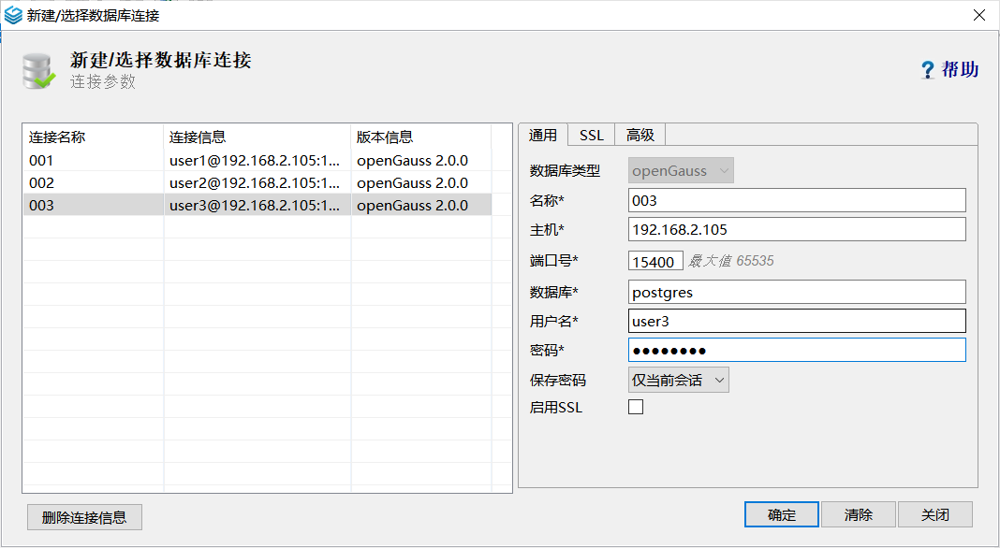 新建/选择数据库连接
新建/选择数据库连接
连接参数
? 帮助
连接名称 连接信息 版本信息
001 user1@192.168.2.105:1... openGauss 2.0.0
002 user2@192.168.2.105:1... openGauss 2.0.0
003 user3@192.168.2.105:1... openGauss 2.0.0
通用 SSL 高级
数据库类型 openGauss
名称* 003
主机* 192.168.2.105
端口号* 15400 最大值 65535
数据库* postgres
用户名* user3
密码* ●●●●●●●●
保存密码 仅当前会话
启用SSL
删除连接信息 确定 清除 关闭